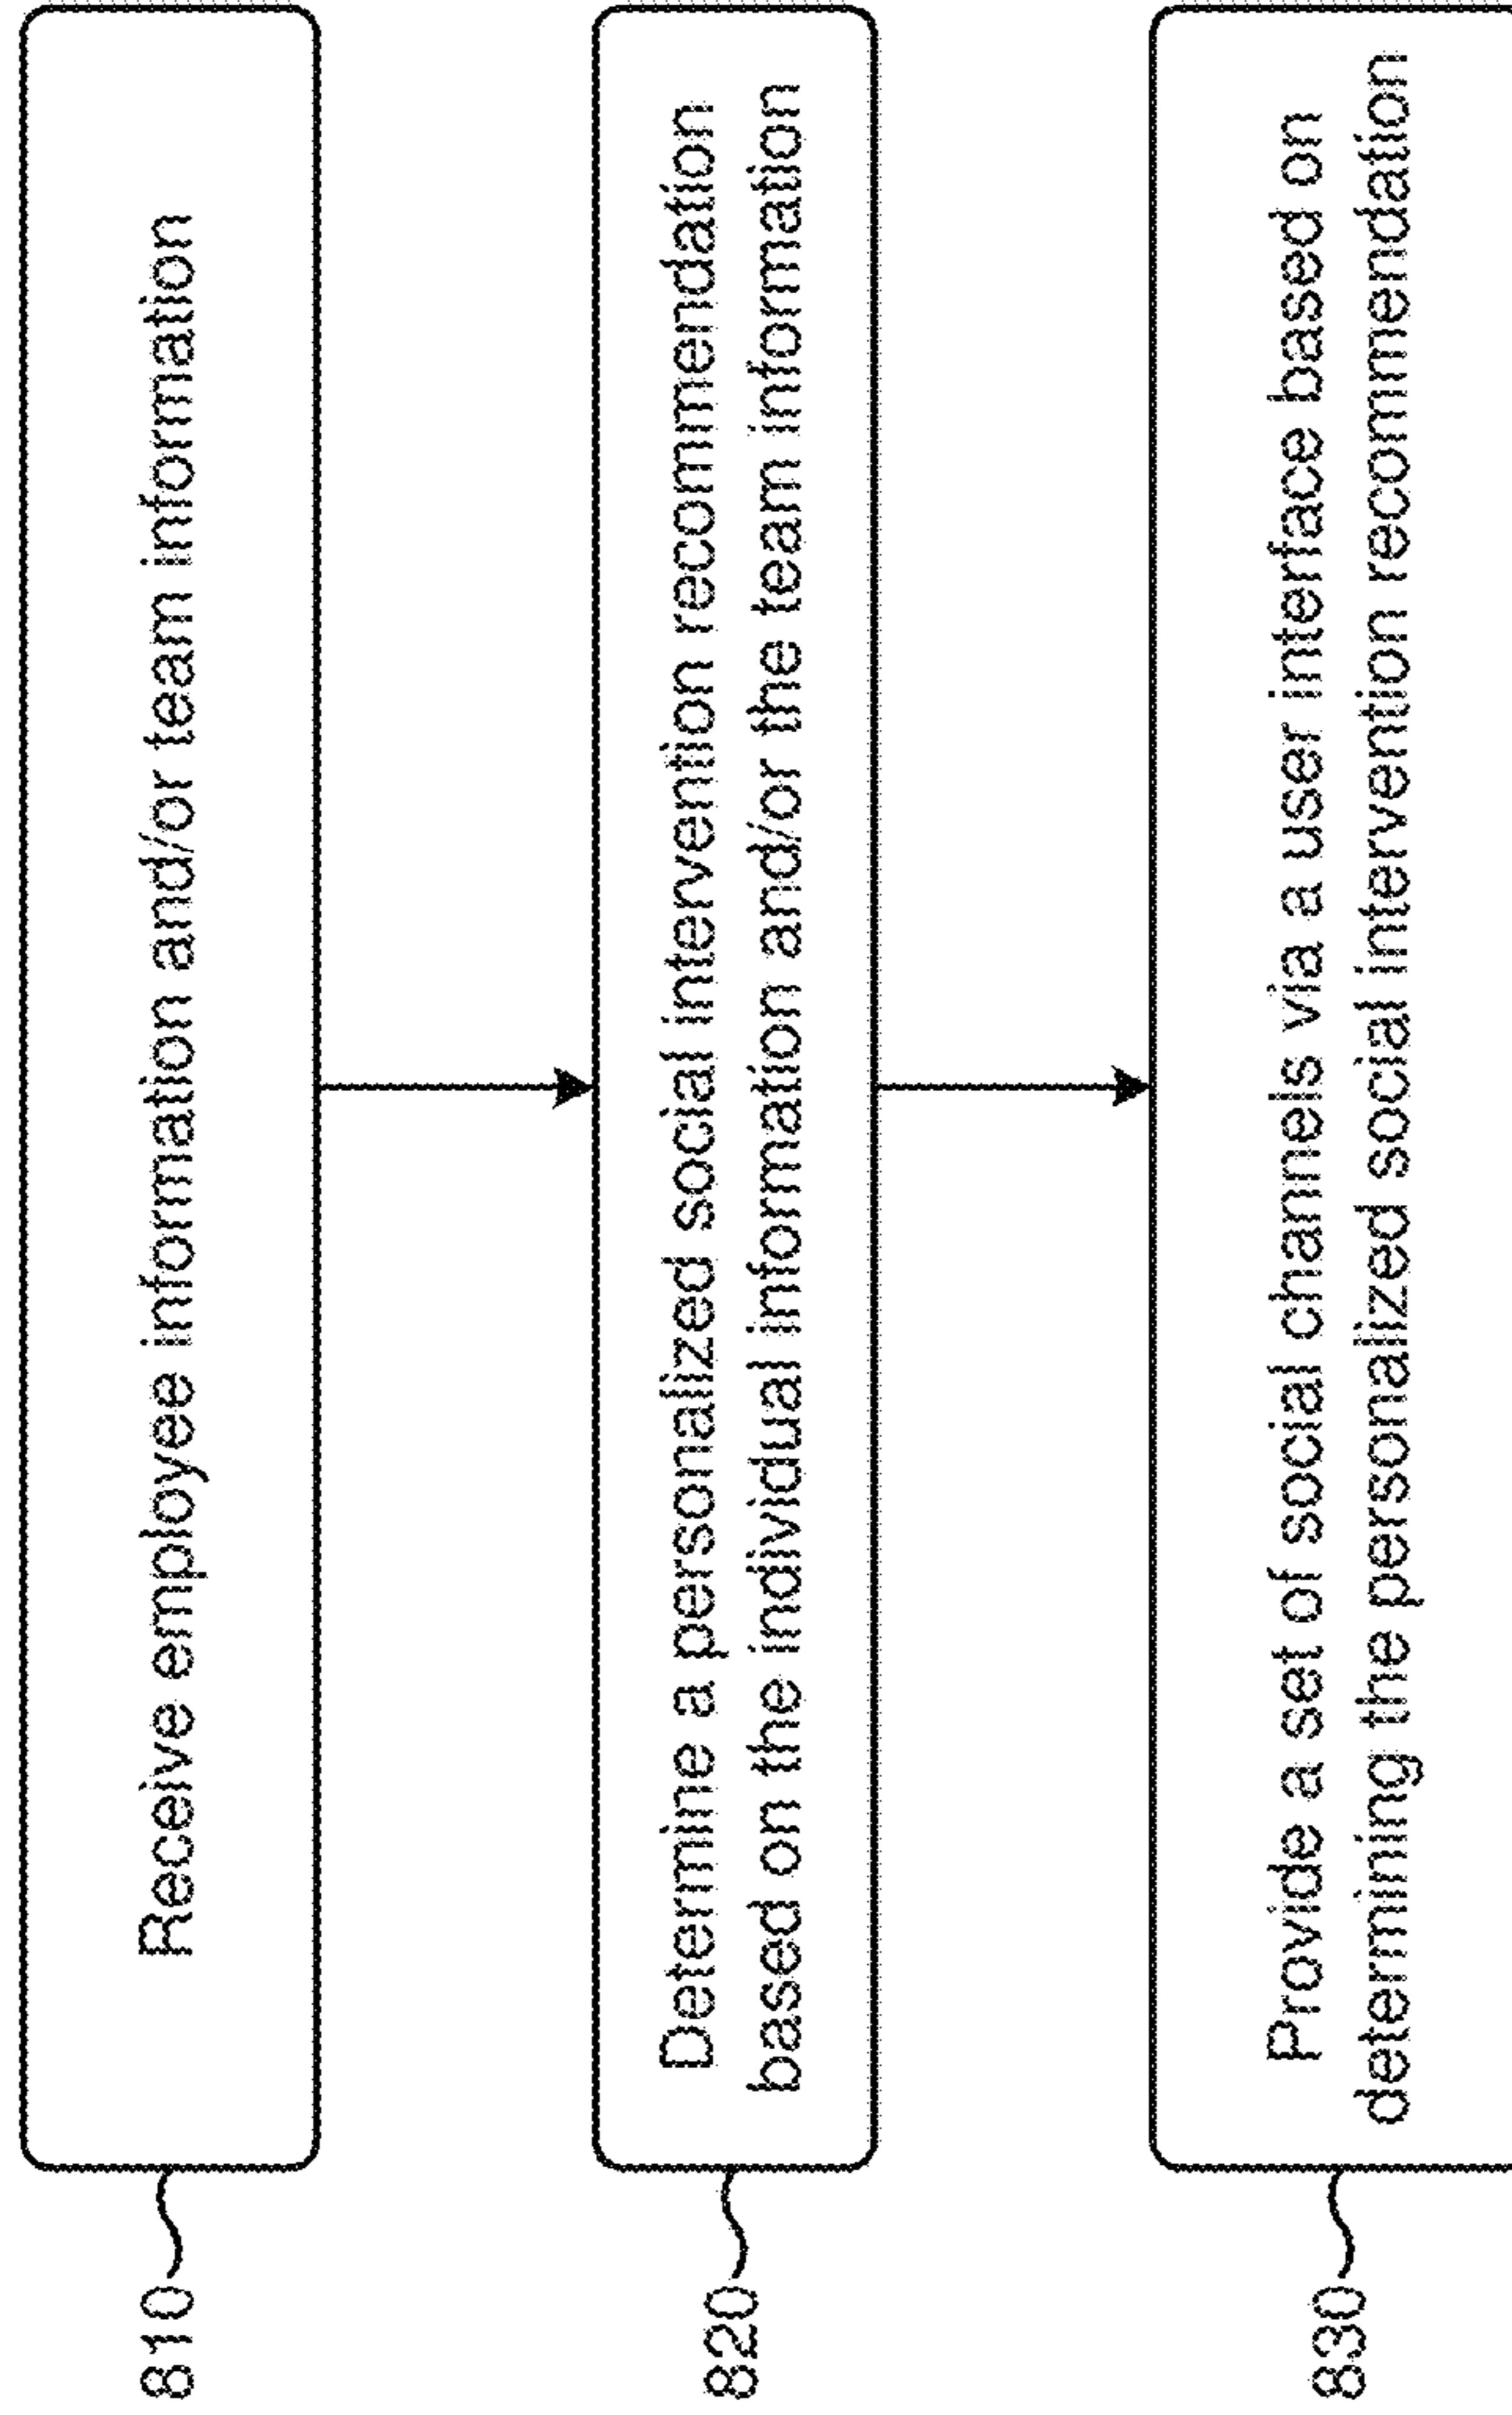 810
Receive employee information and/or team information
820
Determine a personalized social intervention recommendation
based on the individual information and/or the team information
830
Provide a set of social channels via a user interface based on
determining the personalized social intervention recommendation